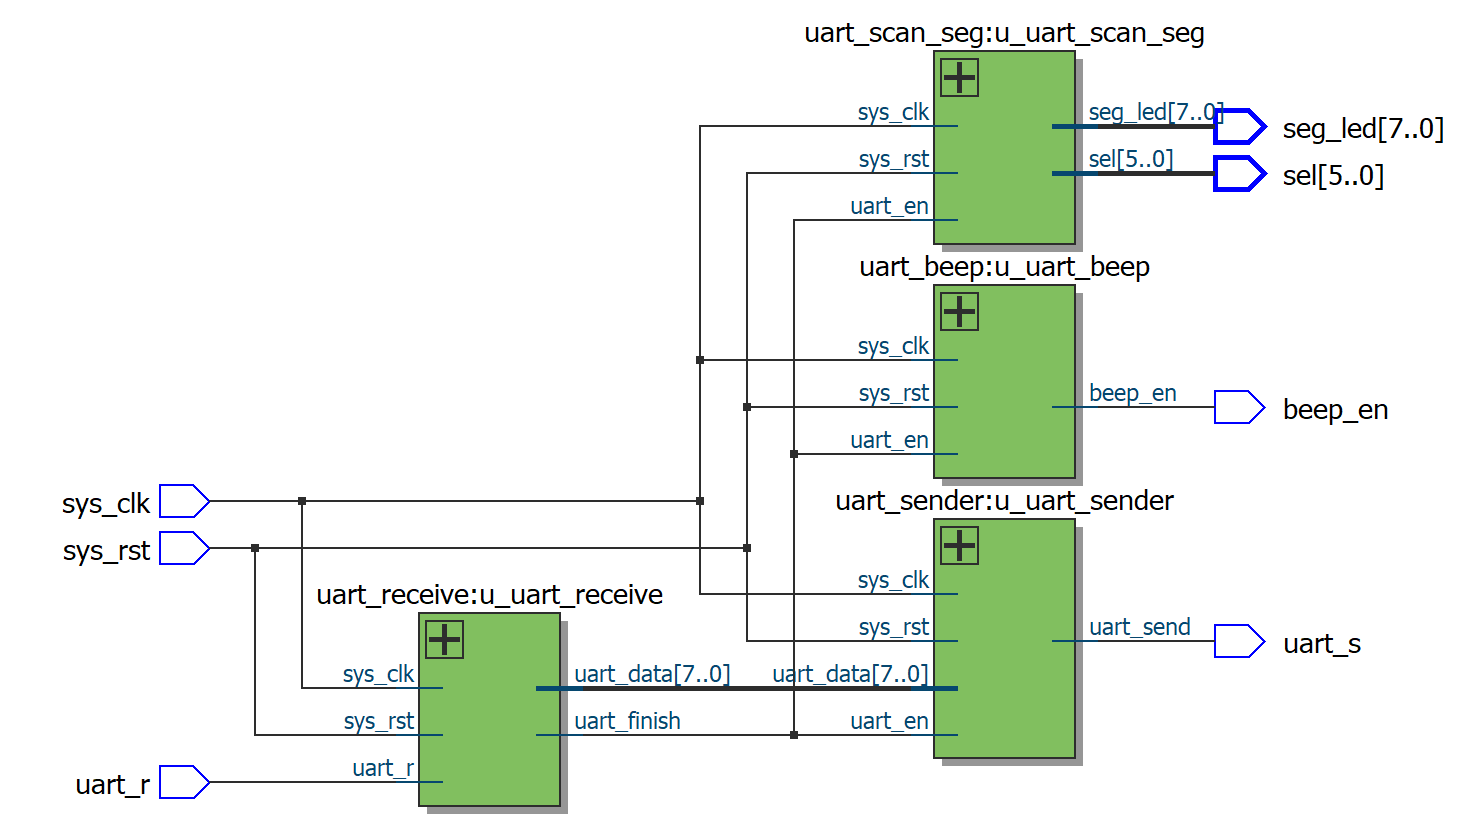 uart_scan_seg:u_uart_scan_seg
sys_clk
seg_led[7..0]
seg_led[7..0]
sys_rst
sel[5..0]
sel[5..0]
uart_en
uart_beep:u_uart_beep
sys_clk
sys_rst
beep_en
beep_en
uart_en
uart_sender:u_uart_sender
sys_clk
sys_rst
sys_clk
sys_rst
uart_send
uart_s
uart_receive:u_uart_receive
sys_clk
uart_data[7..0]
uart_data[7..0]
sys_rst
uart_finish
uart_en
uart_r
uart_r